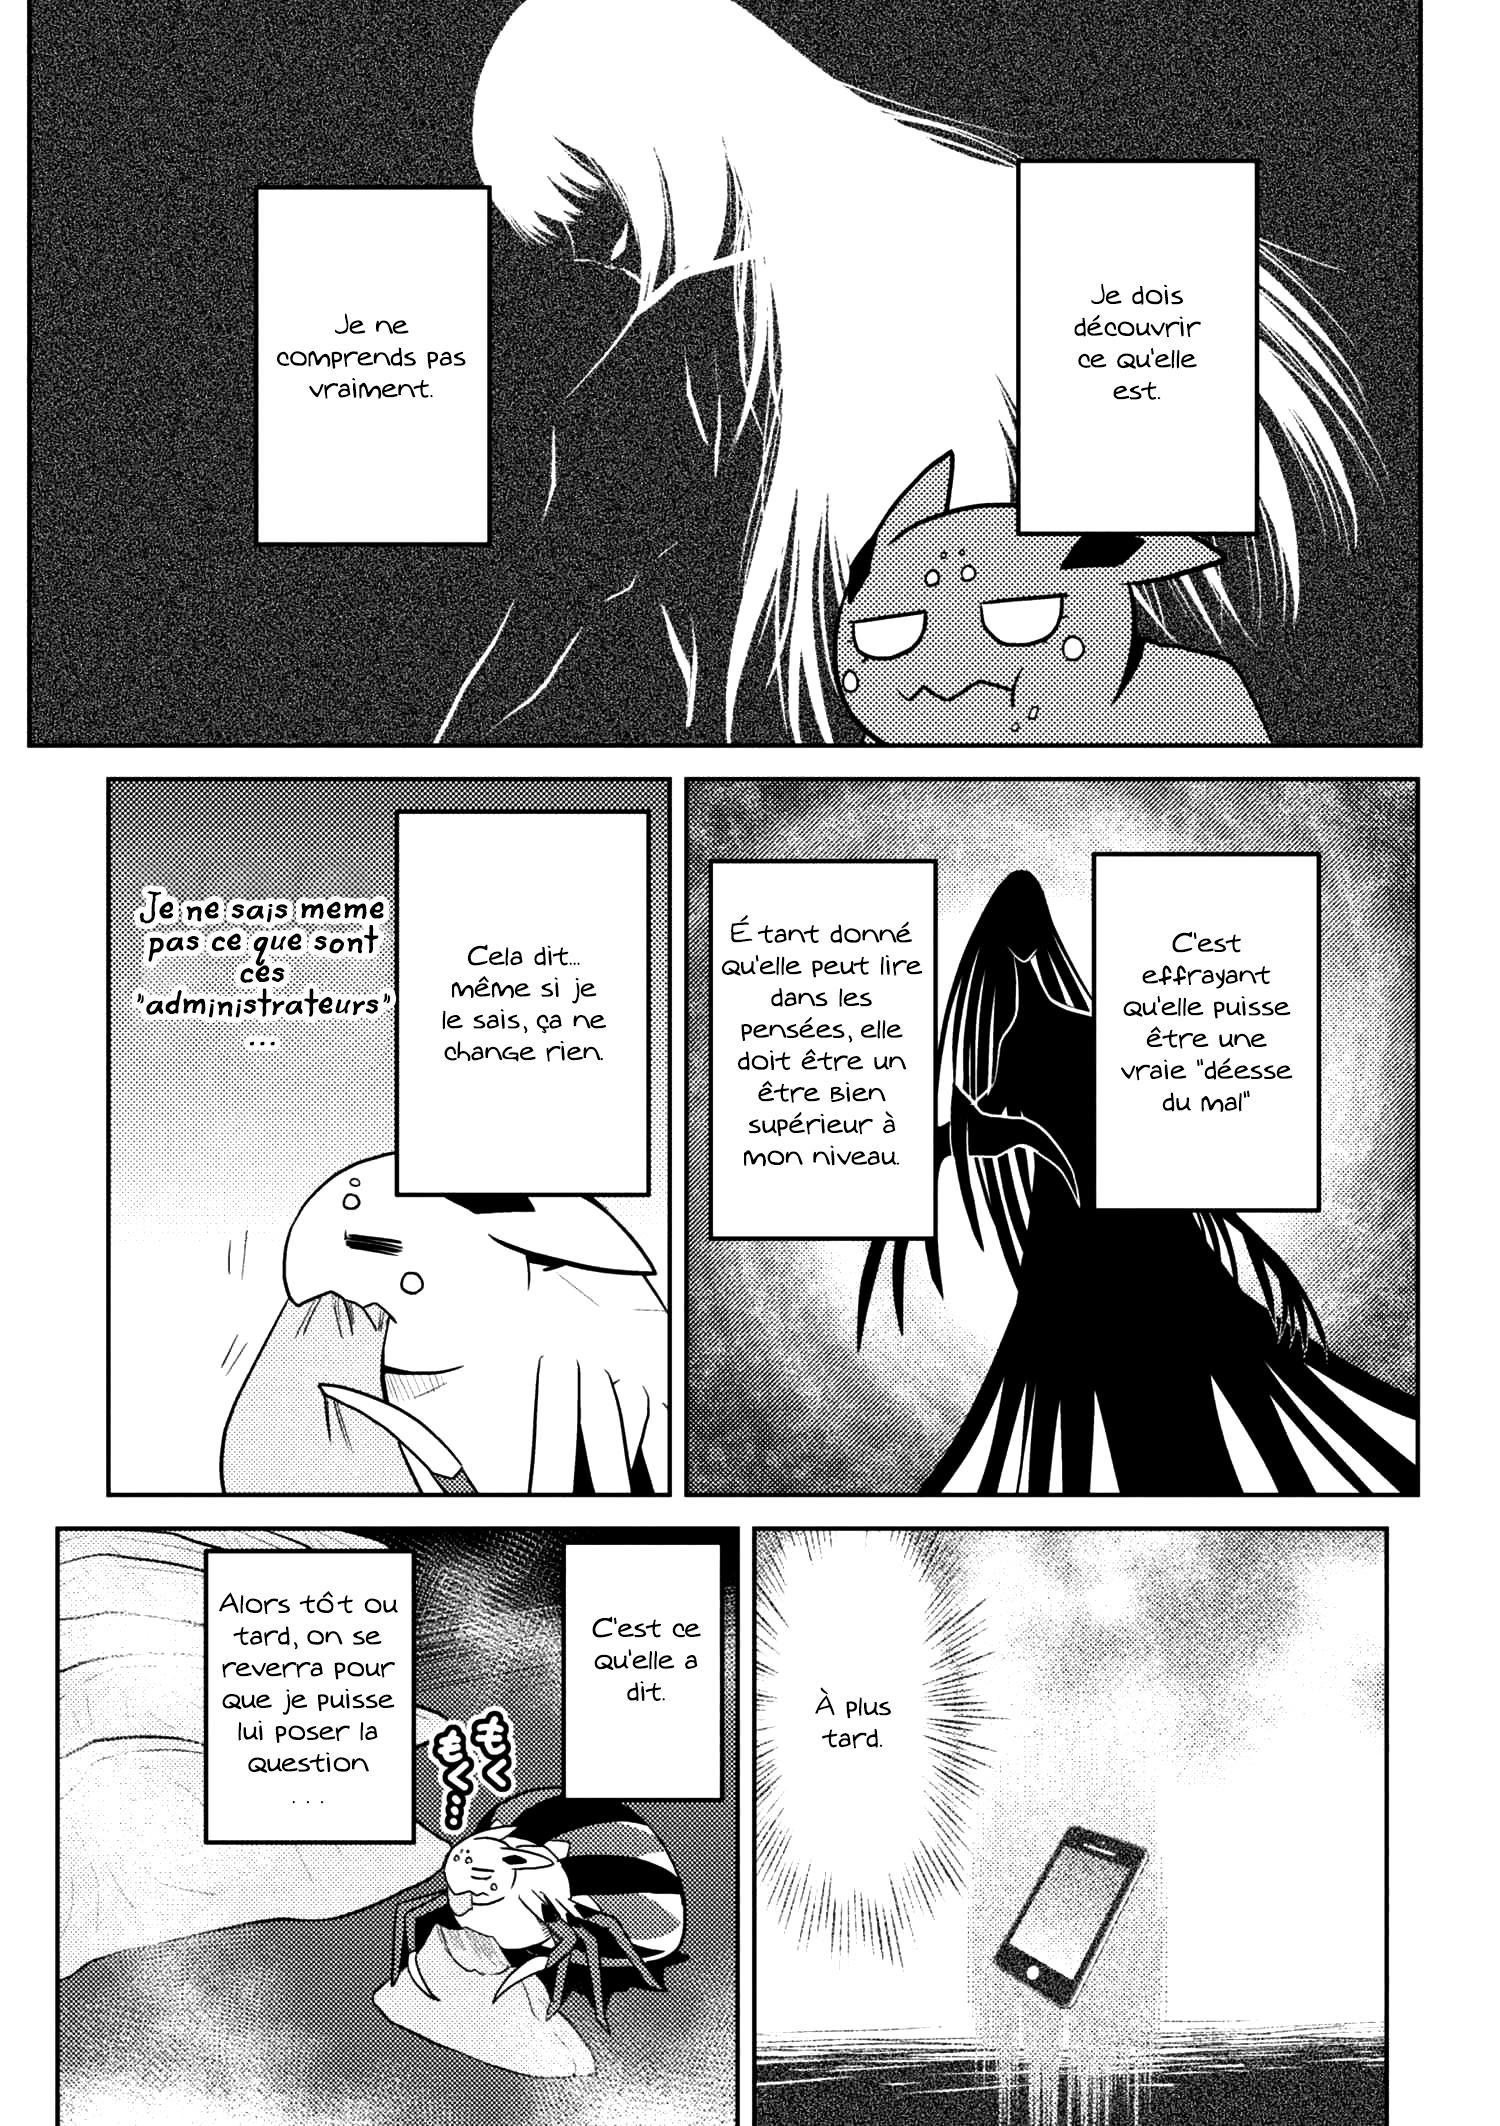 Je dois
découvrir
ce qu'elle
est.
Je ne
comprends pas
vraiment.
C'est
effrayant
qu'elle puisse
être une
vraie "déesse
du mal"
Étant donné
qu'elle peut lire
dans les
pensées, elle
doit être un
être bien
supérieur à
mon niveau.
Cela dit...
même si je
le sais, ça ne
change rien.
Je ne sais meme
pas ce que sont
ces
"administrateurs"
...
À plus
tard.
C'est ce
qu'elle a
dit.
Alors tôt ou
tard, on se
reverra pour
que je puisse
lui poser la
question
...
もく
もく…